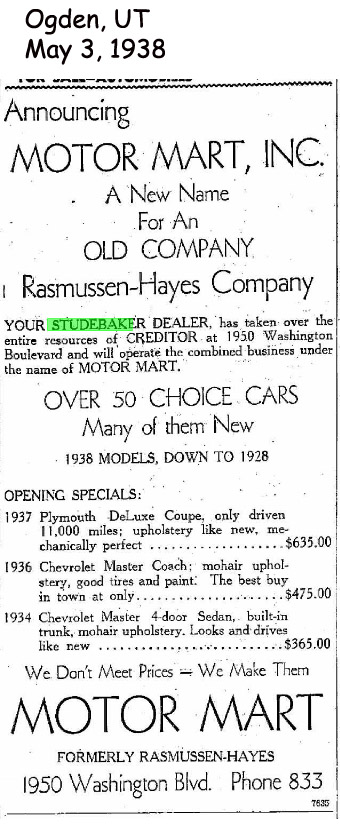 Ogden, UT
May 3, 1938
FOR SALE—AUTOMOBILES
Announcing
MOTOR MART, INC.
A New Name
For An
OLD COMPANY
Rasmussen-Hayes Company
YOUR STUDEBAKER DEALER, has taken over the
entire resources of CREDITOR at 1950 Washington
Boulevard and will operate the combined business under
the name of MOTOR MART.
OVER 50 CHOICE CARS
Many of them New
1938 MODELS, DOWN TO 1928
OPENING SPECIALS:
1937 Plymouth DeLuxe Coupe, only driven
11,000 miles; upholstery like new, me-
chanically perfect ................$635.00
1936 Chevrolet Master Coach; mohair uphol-
stery, good tires and paint. The best buy
in town at only..................$475.00
1934 Chevrolet Master 4-door Sedan, built-in
trunk, mohair upholstery. Looks and drives
like new ......................$365.00
We Don't Meet Prices — We Make Them
MOTOR MART
FORMERLY RASMUSSEN-HAYES
1950 Washington Blvd. Phone 833
7635